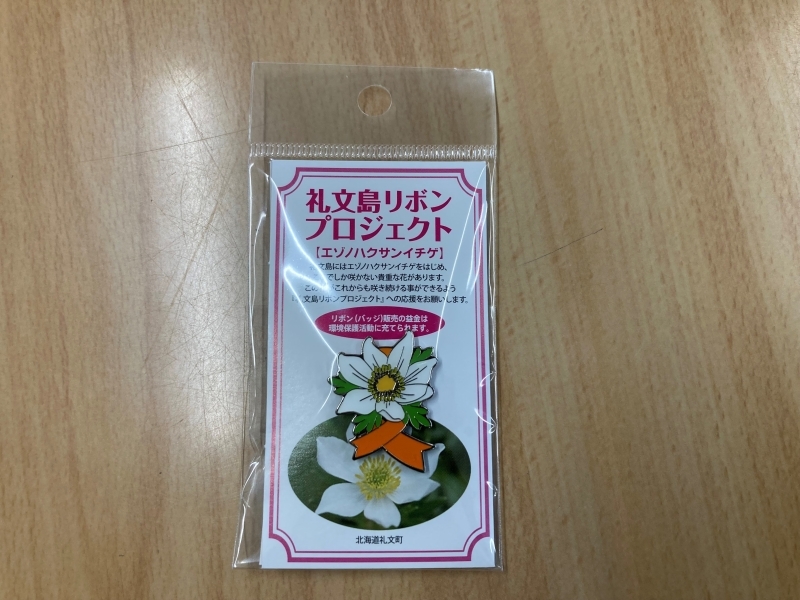 礼文島リボン
プロジェクト
【エゾノハクサンイチゲ】
礼文島にはエゾノハクサンイチゲをはじめ、
でしか咲かない貴重な花があります。
この これからも咲き続ける事ができるよう
文島リボンプロジェクト」への応援をお願いします。
リボン(バッジ)販売の益金は
環境保護活動に充てられます。
北海道礼文町